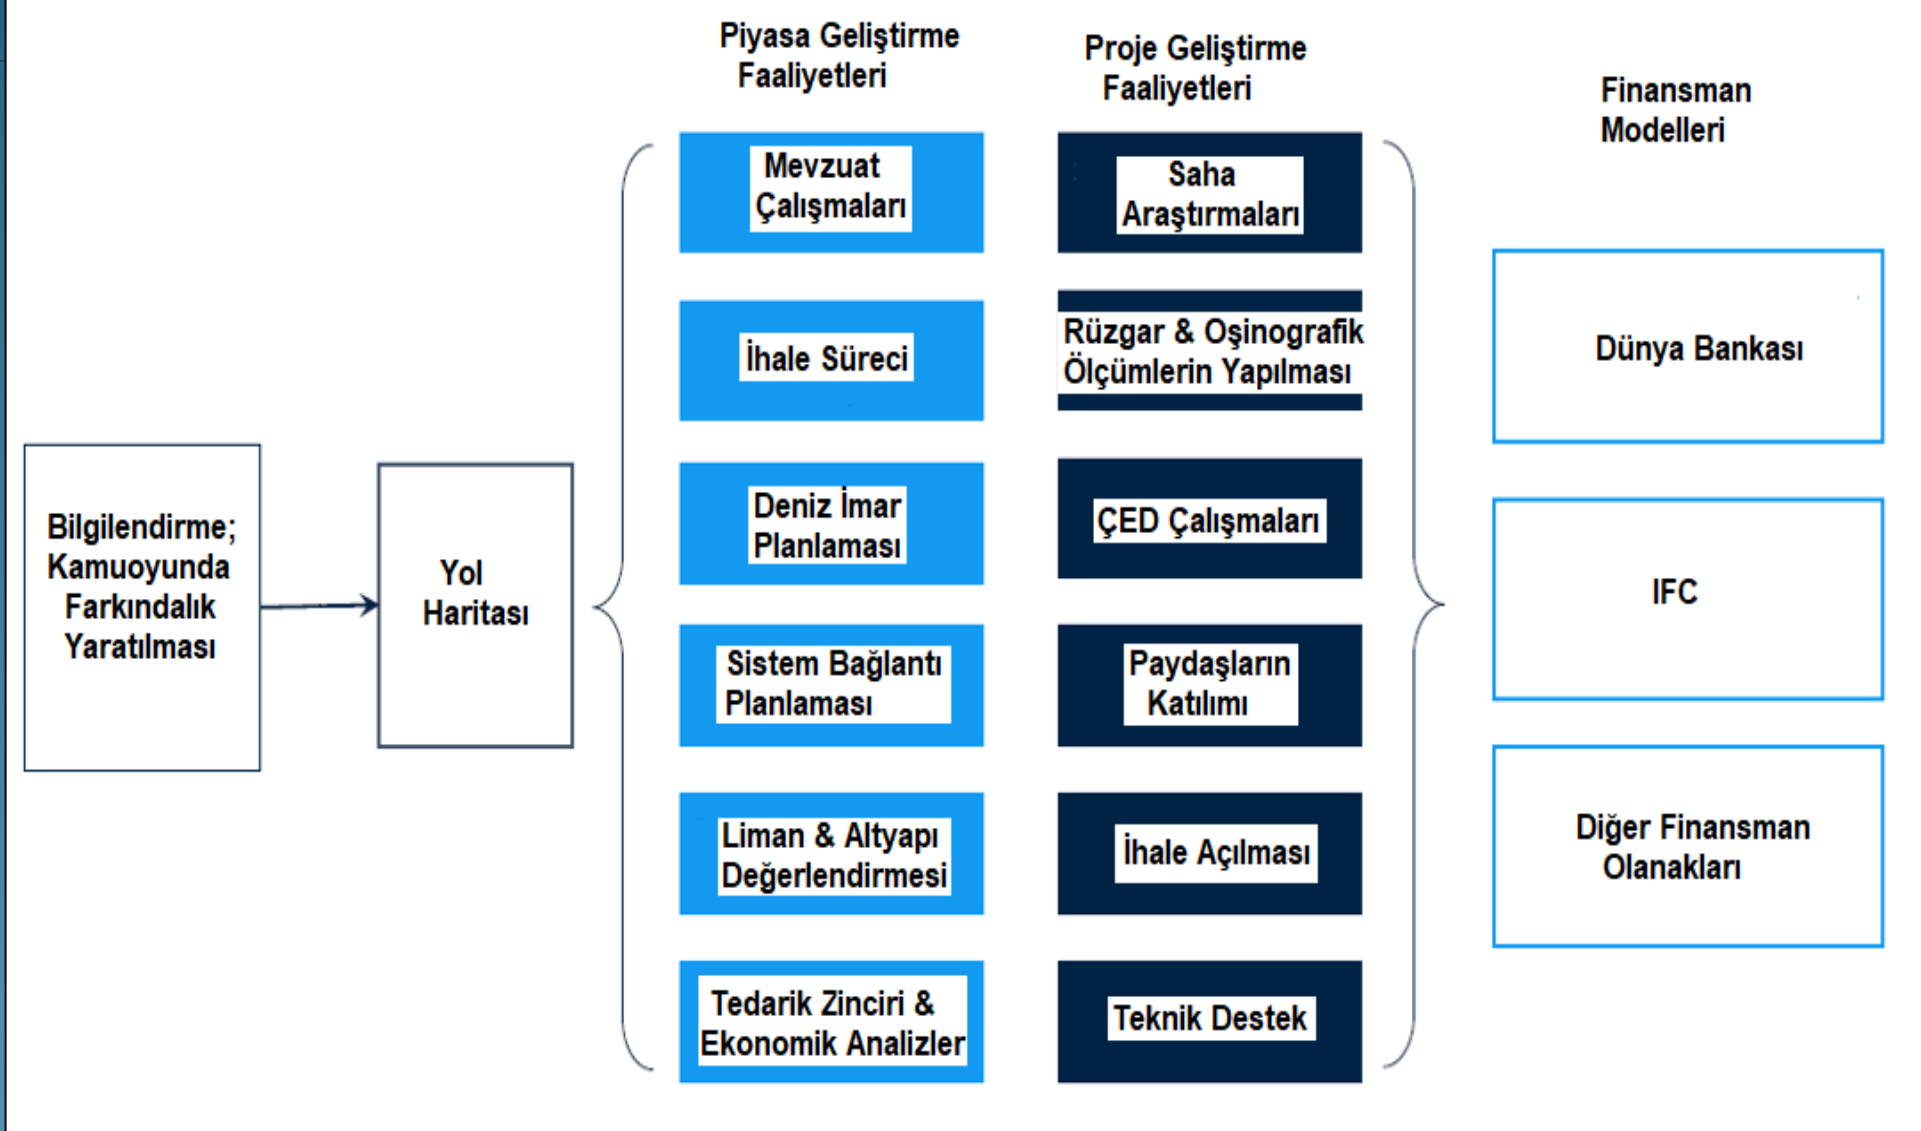 Bilgilendirme;
Kamuoyunda
Farkındalık
Yaratılması
Yol
Haritası
Piyasa Geliştirme
Faaliyetleri
Mevzuat
Çalışmaları
İhale Süreci
Deniz İmar
Planlaması
Sistem Bağlantı
Planlaması
Liman & Altyapı
Değerlendirmesi
Tedarik Zinciri &
Ekonomik Analizler
Proje Geliştirme
Faaliyetleri
Saha
Araştırmaları
Rüzgar & Oşinografik
Ölçümlerin Yapılması
ÇED Çalışmaları
Paydaşların
Katılımı
İhale Açılması
Teknik Destek
Finansman
Modelleri
Dünya Bankası
IFC
Diğer Finansman
Olanakları